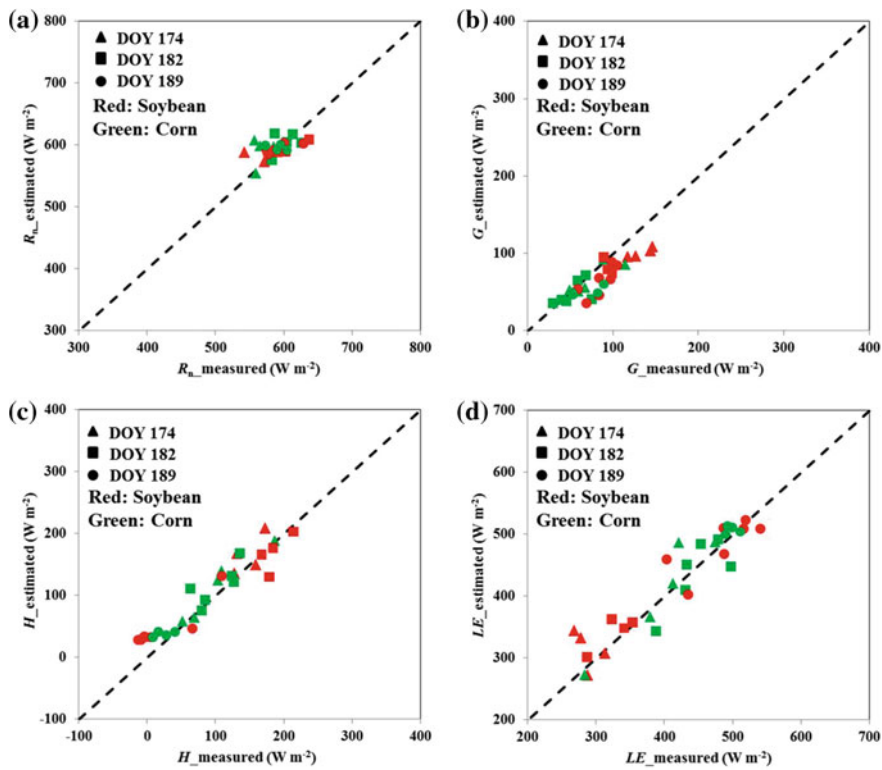 (a)
800
700
600
500
400
300
300 400 500 600 700 800
Rn_estimated (W m-2)
Rn_measured (W m-2)
DOY 174
DOY 182
DOY 189
Red: Soybean
Green: Corn
(b)
400
300
200
100
0
0 100 200 300 400
G_estimated (W m-2)
G_measured (W m-2)
DOY 174
DOY 182
DOY 189
Red: Soybean
Green: Corn
(c)
400
300
200
100
0
-100
-100 0 100 200 300 400
H_estimated (W m-2)
H_measured (W m-2)
DOY 174
DOY 182
DOY 189
Red: Soybean
Green: Corn
(d)
700
600
500
400
300
200
200 300 400 500 600 700
LE_estimated (W m-2)
LE_measured (W m-2)
DOY 174
DOY 182
DOY 189
Red: Soybean
Green: Corn